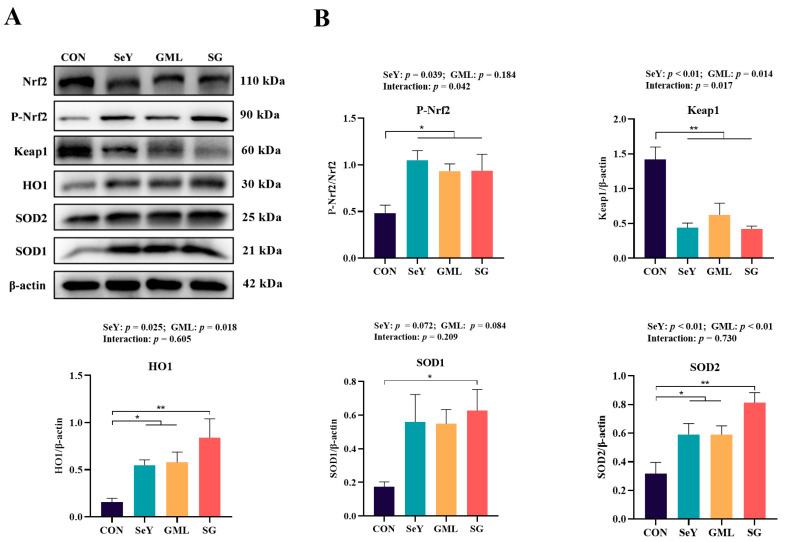 A
CON SeY GML SG
Nrf2 110 kDa
P-Nrf2 90 kDa
Keap1 60 kDa
HO1 30 kDa
SOD2 25 kDa
SOD1 21 kDa
β-actin 42 kDa
B
SeY: p = 0.039; GML: p = 0.184
Interaction: p = 0.042
P-Nrf2
*
P-Nrf2/Nrf2
1.5
1.0
0.5
0.0
CON SeY GML SG
SeY: p < 0.01; GML: p = 0.014
Interaction: p = 0.017
Keap1
**
Keap1/β-actin
2.0
1.5
1.0
0.5
0.0
CON SeY GML SG
SeY: p = 0.025; GML: p = 0.018
Interaction: p = 0.605
HO1
**
*
HO1/β-actin
1.5
1.0
0.5
0.0
CON SeY GML SG
SeY: p = 0.072; GML: p = 0.084
Interaction: p = 0.209
SOD1
*
SOD1/β-actin
0.8
0.6
0.4
0.2
0.0
CON SeY GML SG
SeY: p < 0.01; GML: p < 0.01
Interaction: p = 0.730
SOD2
**
*
SOD2/β-actin
1.0
0.8
0.6
0.4
0.2
0.0
CON SeY GML SG